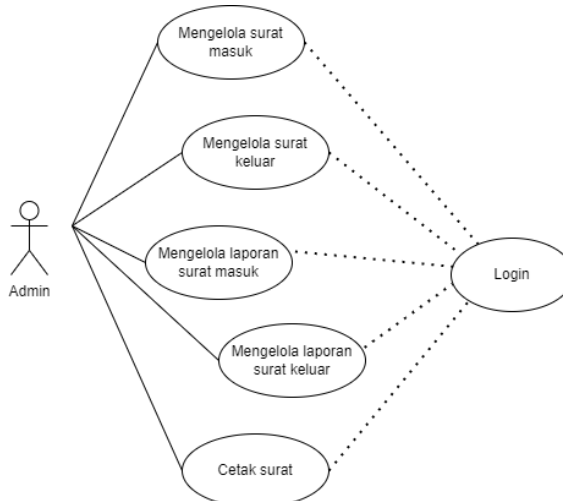 Mengelola surat
masuk
Mengelola surat
keluar
Admin
Mengelola laporan
surat masuk
Login
Mengelola laporan
surat keluar
Cetak surat